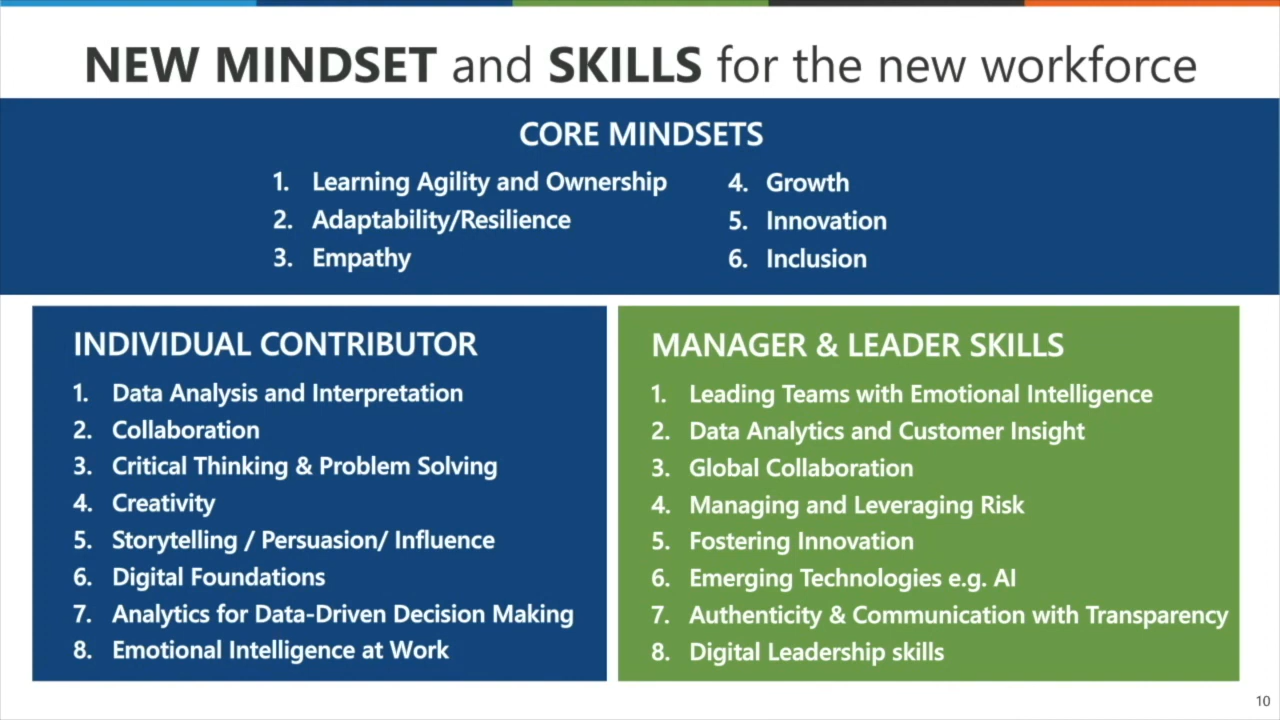 NEW MINDSET and SKILLS for the new workforce
CORE MINDSETS
1. Learning Agility and Ownership
2. Adaptability/Resilience
3. Empathy
4. Growth
5. Innovation
6. Inclusion
INDIVIDUAL CONTRIBUTOR
1. Data Analysis and Interpretation
2. Collaboration
3. Critical Thinking & Problem Solving
4. Creativity
5. Storytelling / Persuasion/ Influence
6. Digital Foundations
7. Analytics for Data-Driven Decision Making
8. Emotional Intelligence at Work
MANAGER & LEADER SKILLS
1. Leading Teams with Emotional Intelligence
2. Data Analytics and Customer Insight
3. Global Collaboration
4. Managing and Leveraging Risk
5. Fostering Innovation
6. Emerging Technologies e.g. AI
7. Authenticity & Communication with Transparency
8. Digital Leadership skills
10